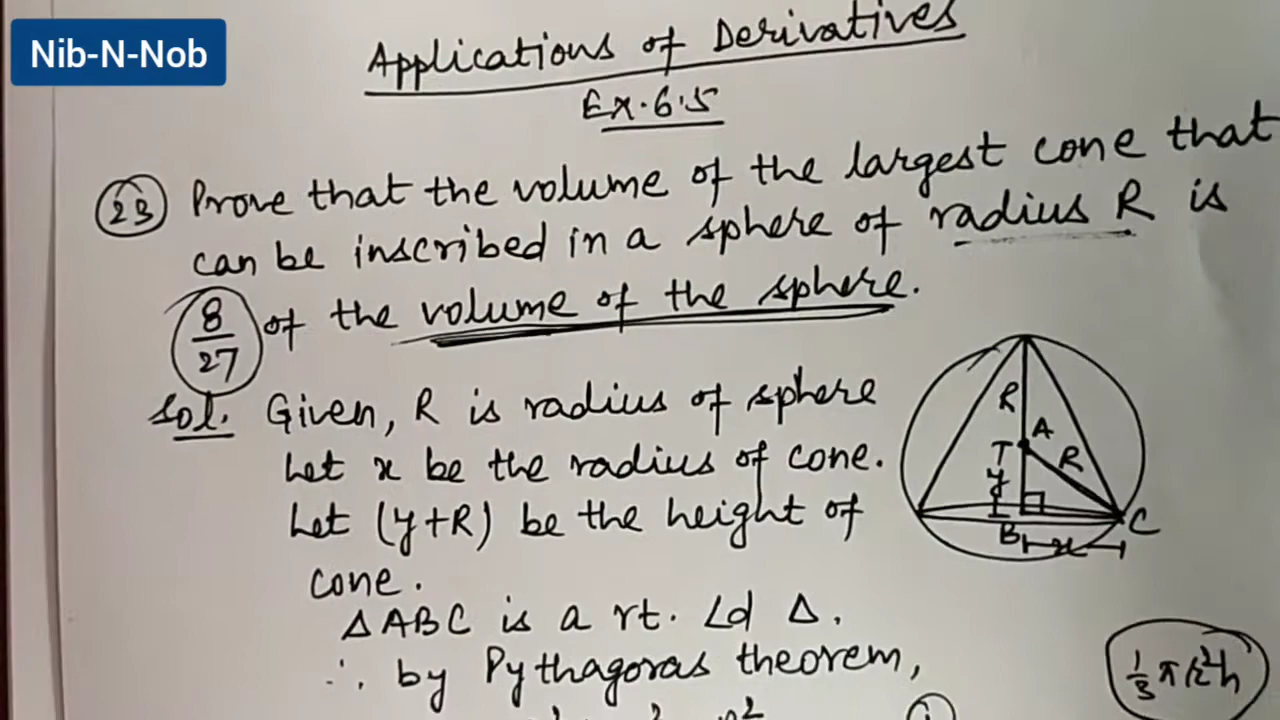 Nib-N-Nob
Applications of Derivatives
Ex. 6.5
23 Prove that the volume of the largest cone that
can be inscribed in a sphere of radius R is
8/27 of the volume of the sphere.
Sol. Given, R is radius of sphere
Let x be the radius of cone.
Let (y+R) be the height of
cone.
△ABC is a rt. ∠d △.
∴ by Pythagoras theorem,
R
A
R
y
B
C
x
1/3 πr²h